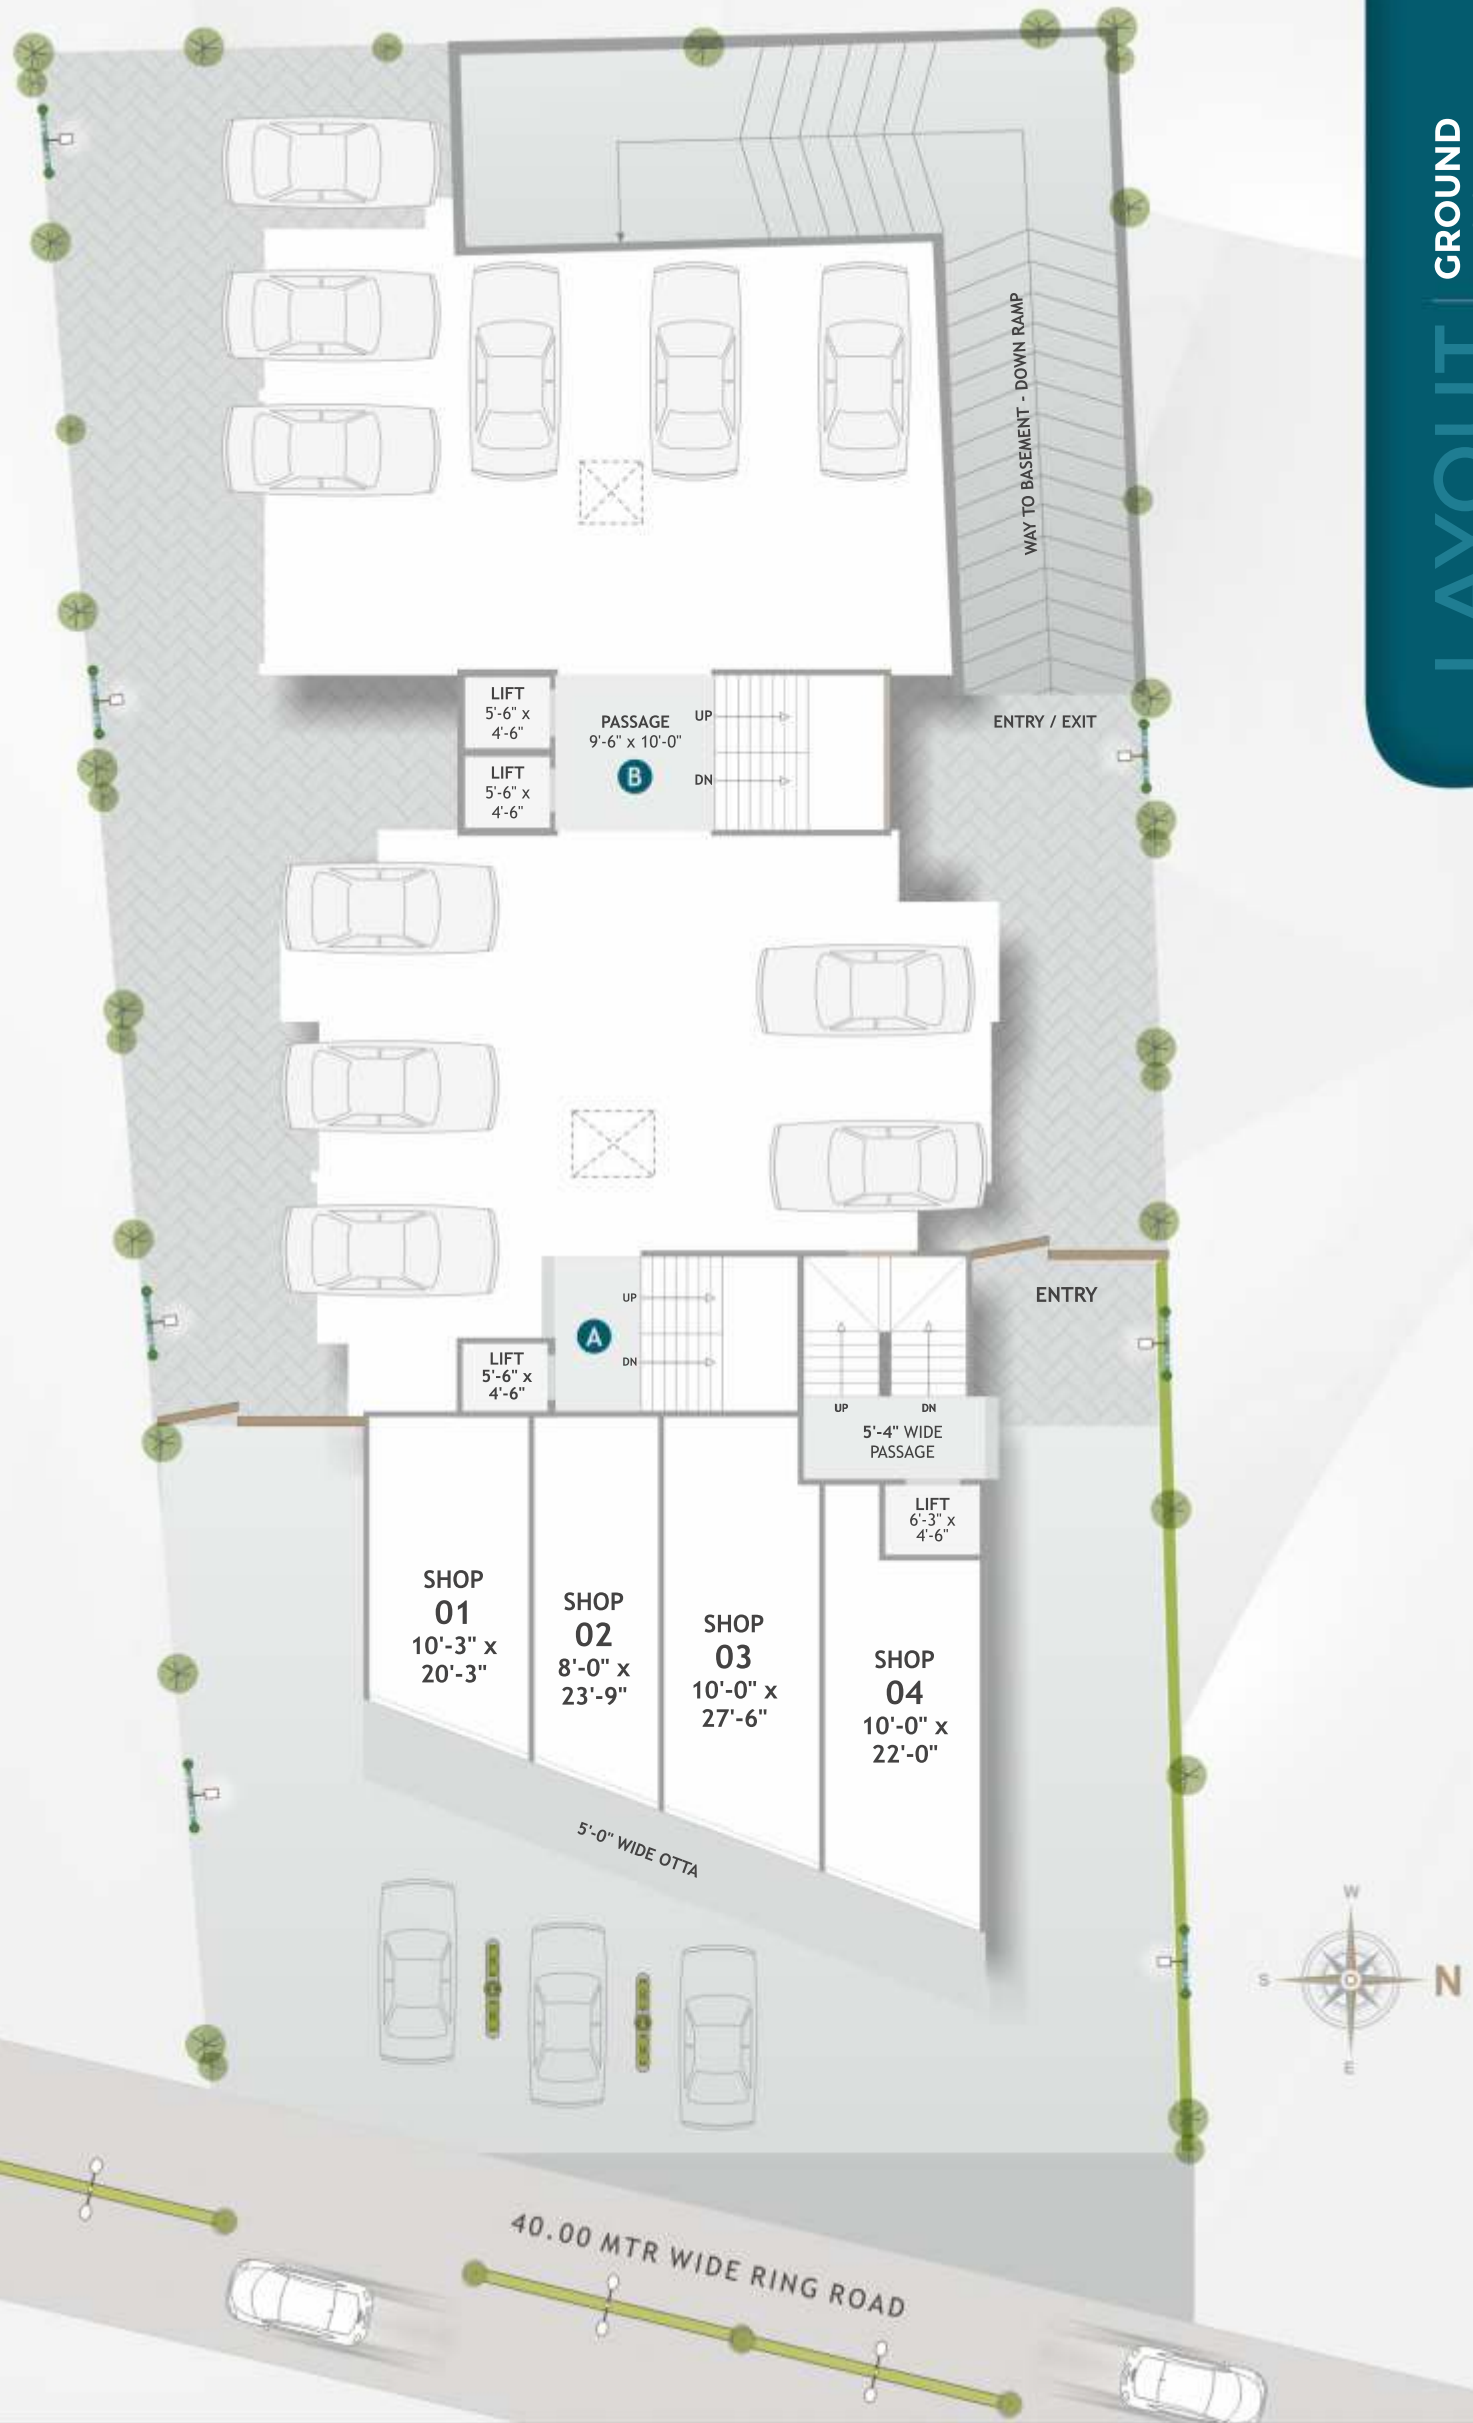 LAYOUT | GROUND
WAY TO BASEMENT - DOWN RAMP
LIFT
5'-6" x
4'-6"
PASSAGE
9'-6" x 10'-0"
B
UP
DN
ENTRY / EXIT
LIFT
5'-6" x
4'-6"
UP
A
DN
ENTRY
LIFT
5'-6" x
4'-6"
UP
DN
5'-4" WIDE
PASSAGE
LIFT
6'-3" x
4'-6"
SHOP
01
10'-3" x
20'-3"
SHOP
02
8'-0" x
23'-9"
SHOP
03
10'-0" x
27'-6"
SHOP
04
10'-0" x
22'-0"
5'-0" WIDE OTTA
W
S
N
E
40.00 MTR WIDE RING ROAD